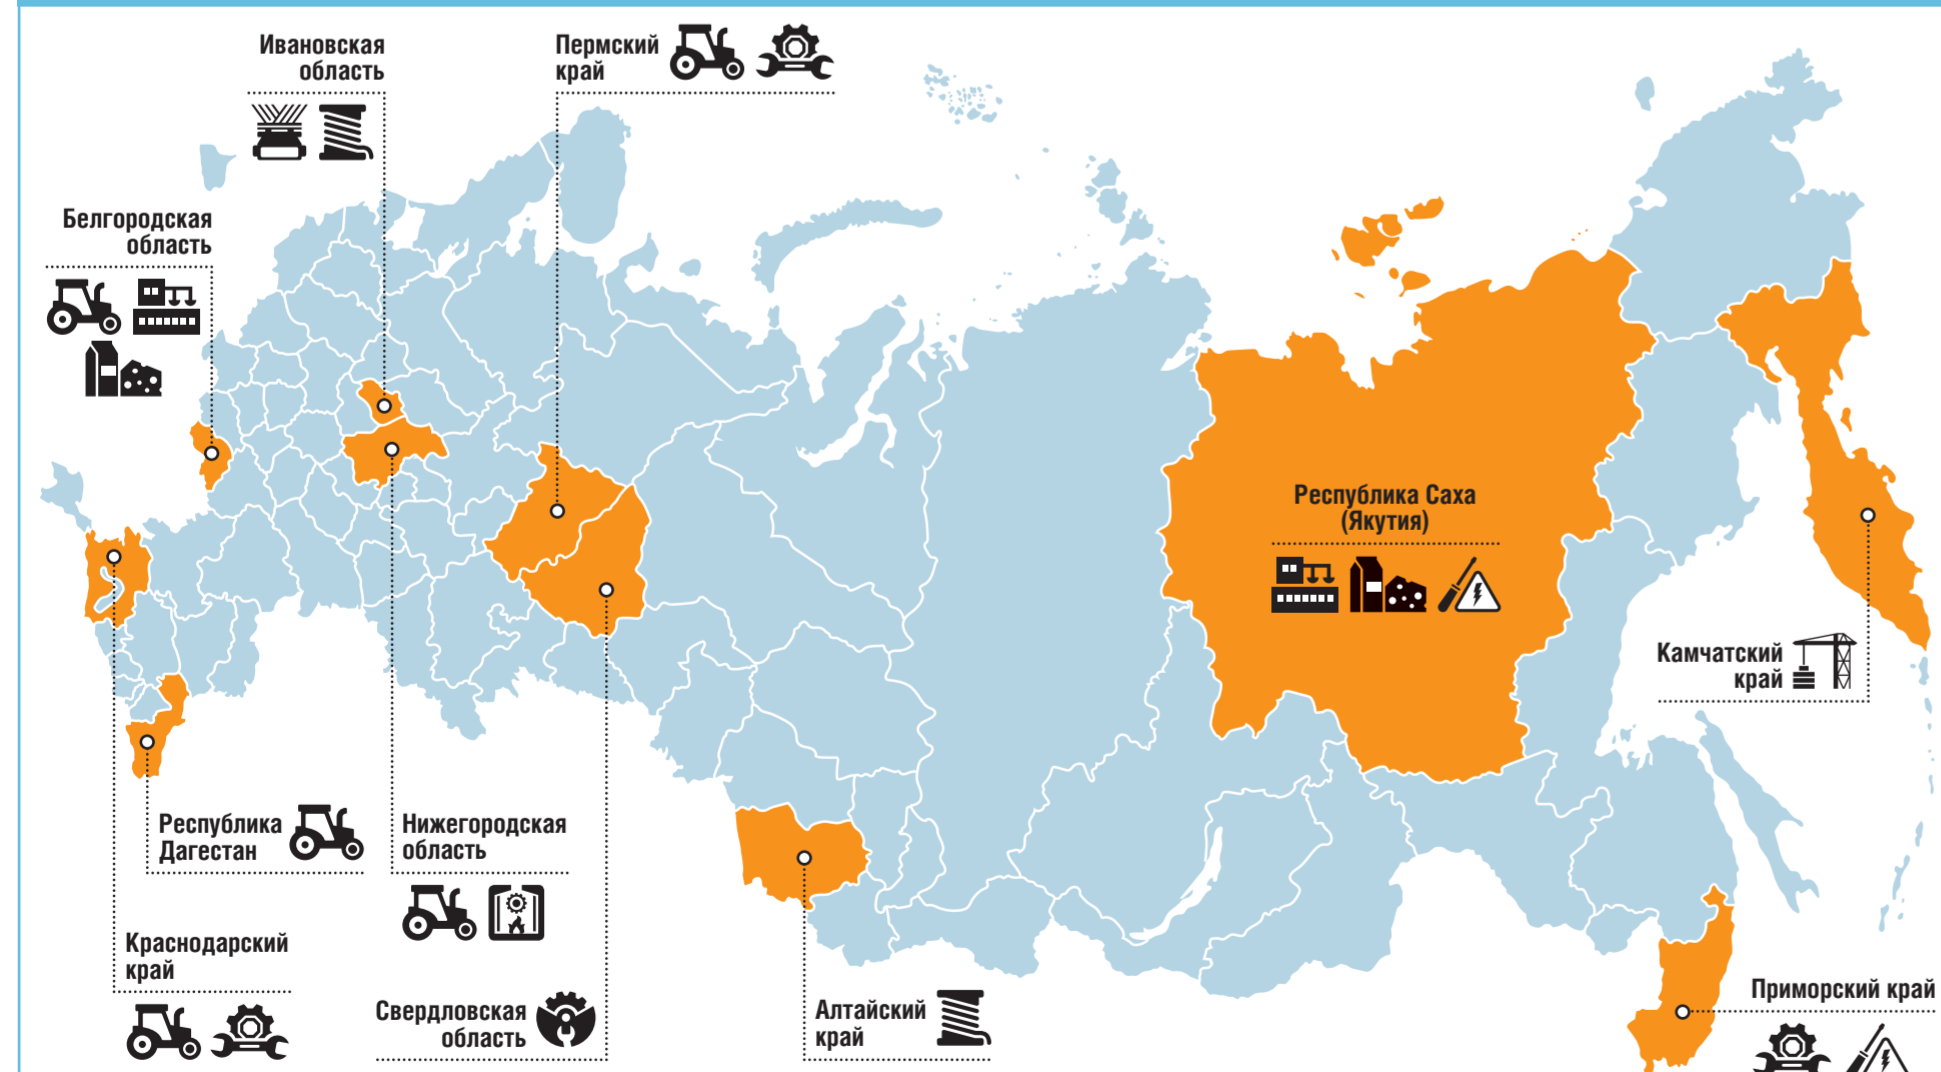 Ивановская
область
Пермский
край
Белгородская
область
Республика Саха
(Якутия)
Камчатский
край
Республика
Дагестан
Нижегородская
область
Краснодарский
край
Свердловская
область
Алтайский
край
Приморский край